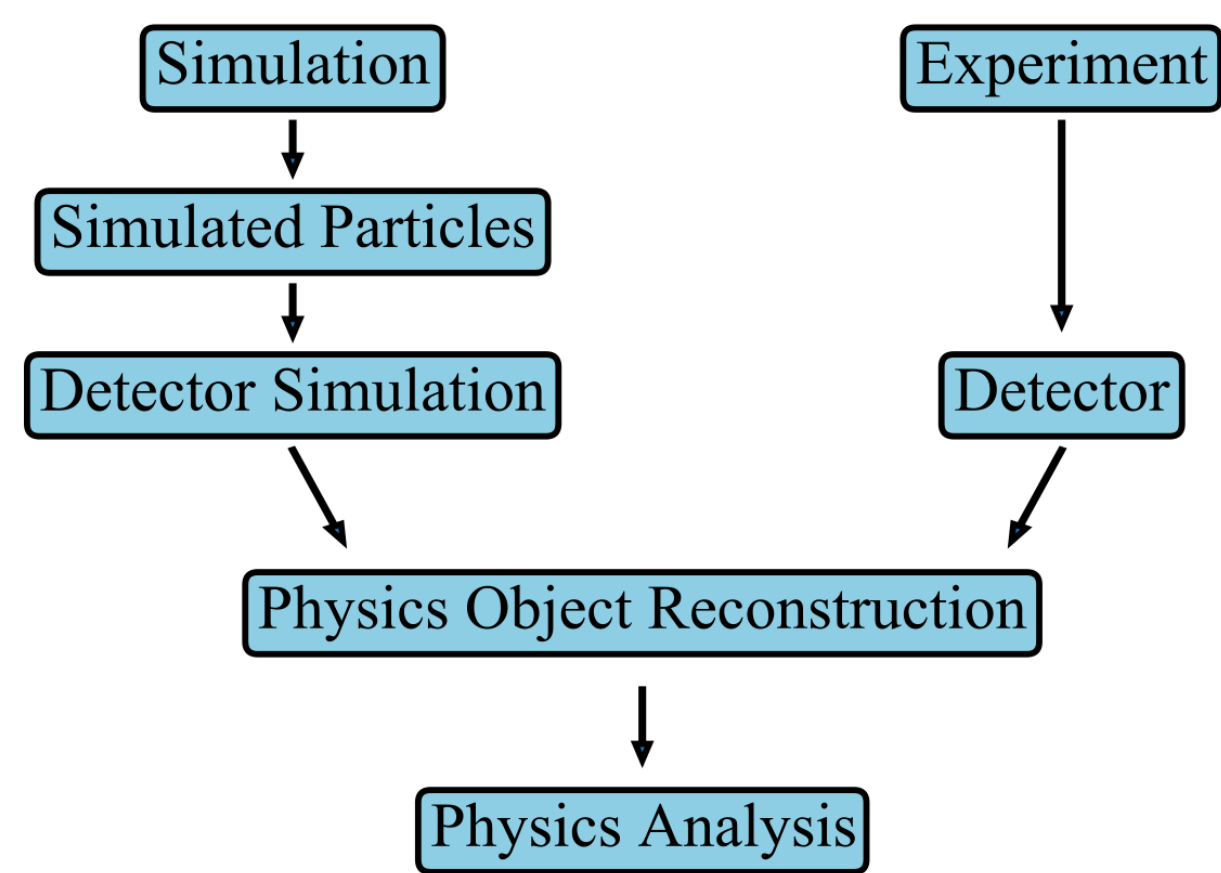 Simulation
Experiment
Simulated Particles
Detector Simulation
Detector
Physics Object Reconstruction
Physics Analysis